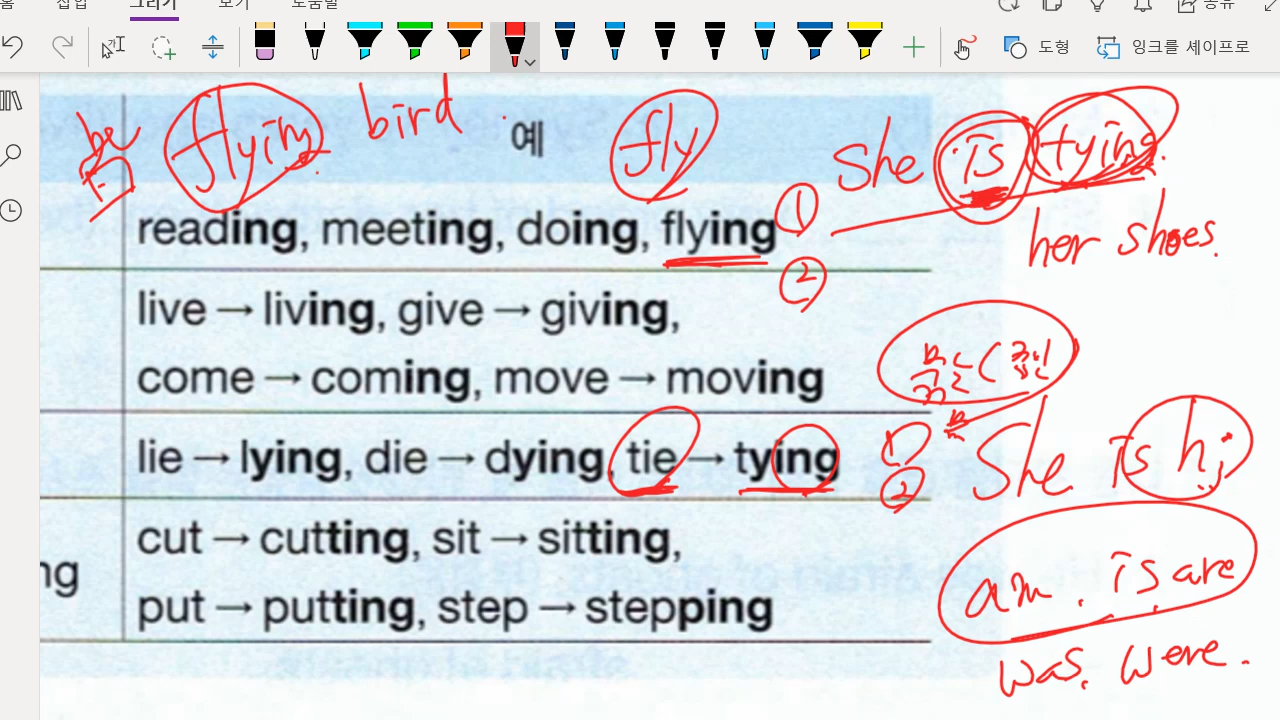 홈 삽입 그리기 보기 도움말 공유
도형 잉크를 셰이프로
be flying bird 예 fly She is tying
her shoes.
reading, meeting, doing, flying ①
②
live → living, give → giving,
come → coming, move → moving
lie → lying, die → dying, tie → tying ① She is
②
cut → cutting, sit → sitting,
am, is are
ng put → putting, step → stepping
was, were.